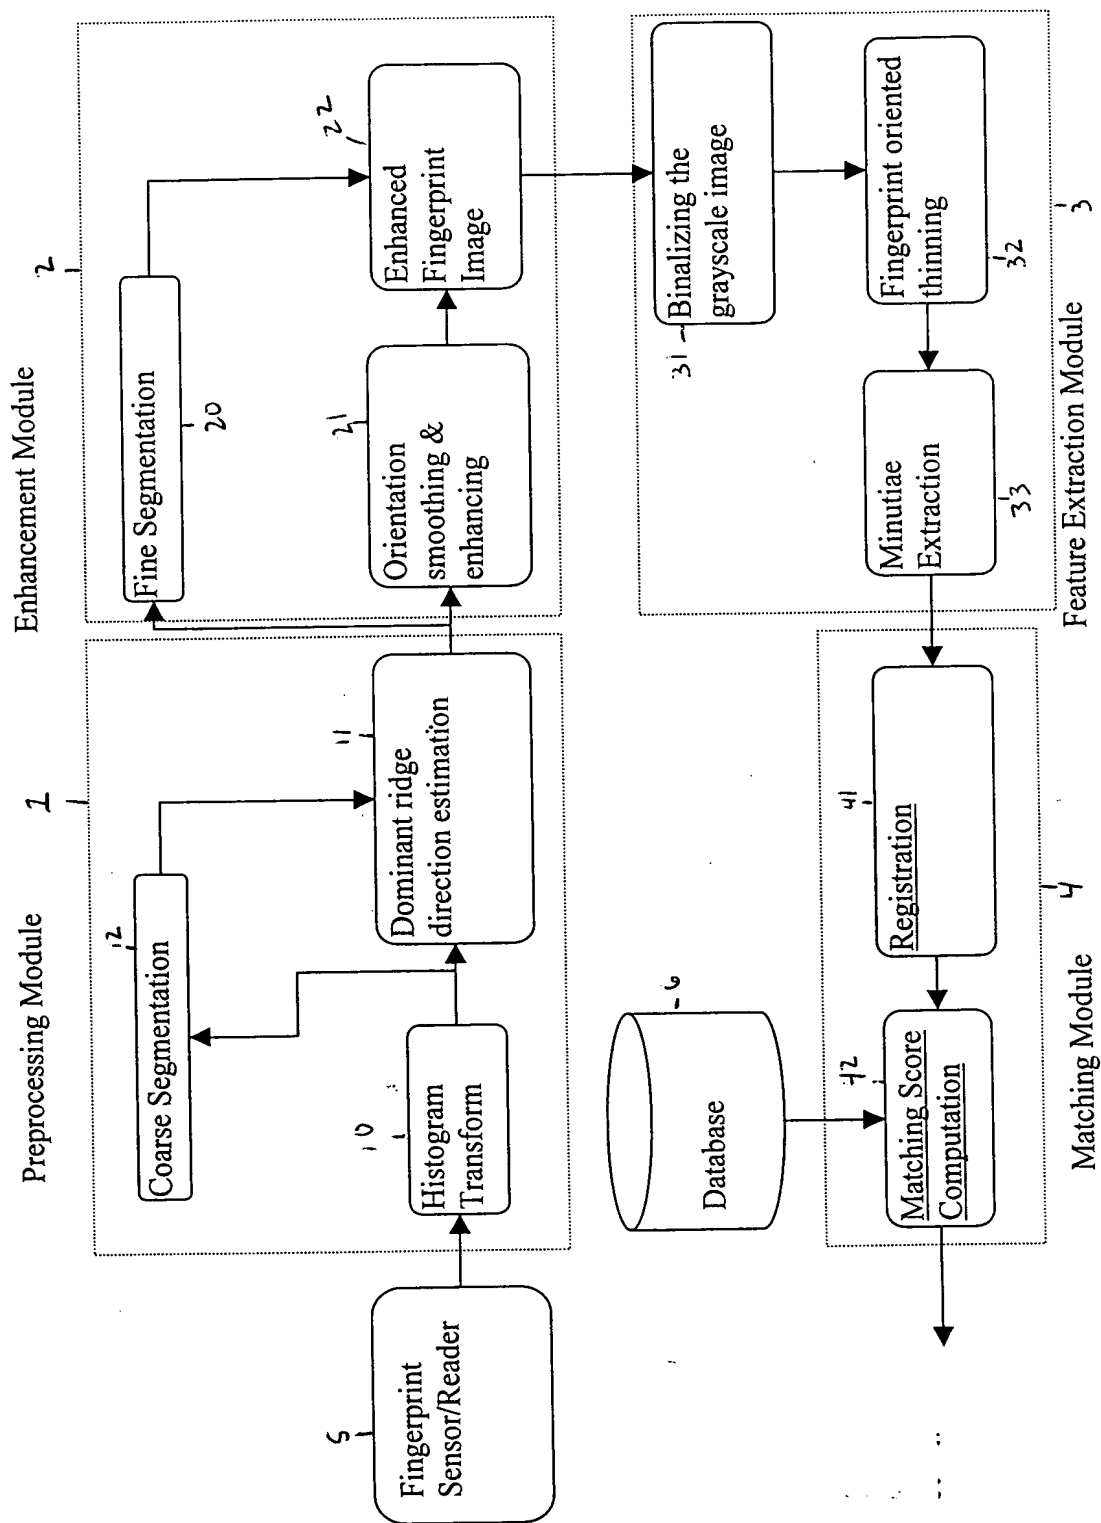 Preprocessing Module
Enhancement Module
1
2
Coarse Segmentation
12
Fine Segmentation
20
5
Fingerprint
Sensor/Reader
10
Histogram
Transform
11
Dominant ridge
direction estimation
21
Orientation
smoothing &
enhancing
22
Enhanced
Fingerprint
Image
6
Database
31
Binalizing the
grayscale image
42
Matching Score
Computation
41
Registration
Minutiae
Extraction
33
Fingerprint oriented
thinning
32
4
3
Matching Module
Feature Extraction Module